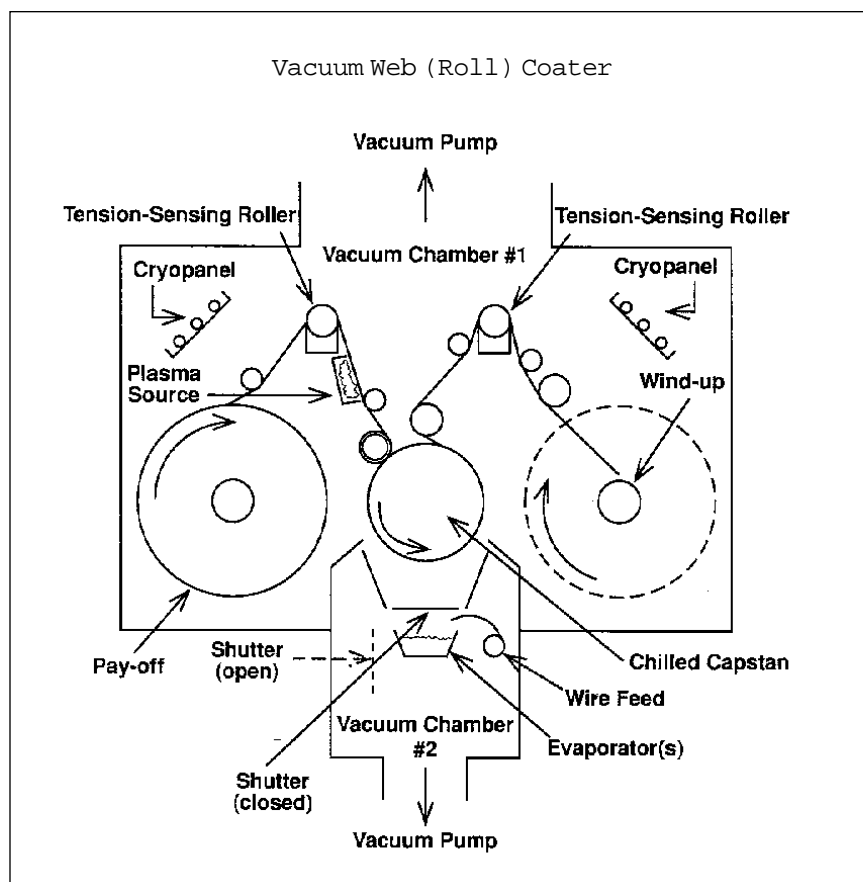 Vacuum Web (Roll) Coater
Vacuum Pump
Tension-Sensing Roller
Tension-Sensing Roller
Vacuum Chamber #1
Cryopanel
Cryopanel
Plasma
Source
Wind-up
Pay-off
Shutter
(open)
Chilled Capstan
Wire Feed
Vacuum Chamber
#2
Evaporator(s)
Shutter
(closed)
Vacuum Pump